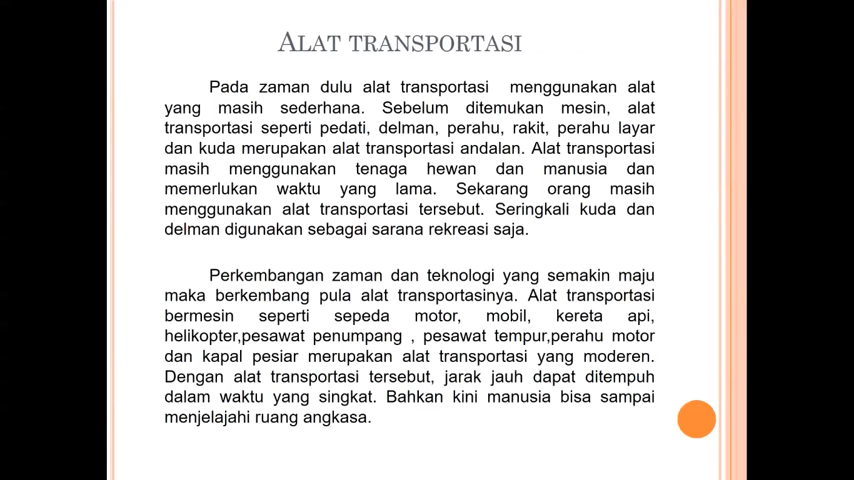 ALAT TRANSPORTASI
Pada zaman dulu alat transportasi menggunakan alat
yang masih sederhana. Sebelum ditemukan mesin, alat
transportasi seperti pedati, delman, perahu, rakit, perahu layar
dan kuda merupakan alat transportasi andalan. Alat transportasi
masih menggunakan tenaga hewan dan manusia dan
memerlukan waktu yang lama. Sekarang orang masih
menggunakan alat transportasi tersebut. Seringkali kuda dan
delman digunakan sebagai sarana rekreasi saja.
Perkembangan zaman dan teknologi yang semakin maju
maka berkembang pula alat transportasinya. Alat transportasi
bermesin seperti sepeda motor, mobil, kereta api,
helikopter,pesawat penumpang , pesawat tempur,perahu motor
dan kapal pesiar merupakan alat transportasi yang moderen.
Dengan alat transportasi tersebut, jarak jauh dapat ditempuh
dalam waktu yang singkat. Bahkan kini manusia bisa sampai
menjelajahi ruang angkasa.